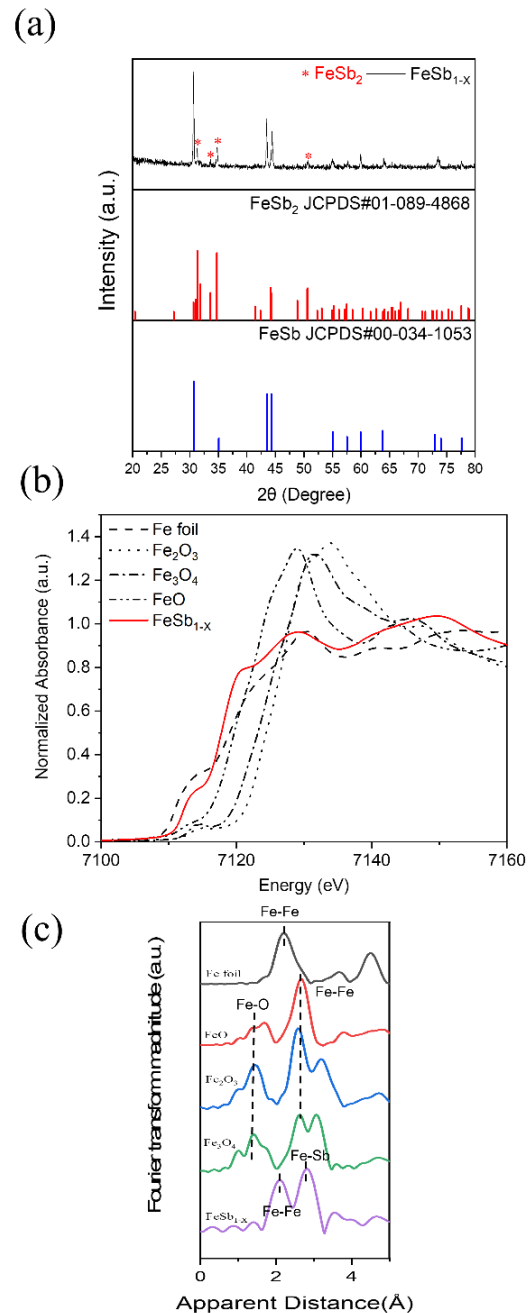 (a)
* FeSb2 — FeSb1-X
FeSb2 JCPDS#01-089-4868
FeSb JCPDS#00-034-1053
Intensity (a.u.)
20 25 30 35 40 45 50 55 60 65 70 75 80
2θ (Degree)
(b)
Fe foil
Fe2O3
Fe3O4
FeO
FeSb1-X
1.4
1.2
1.0
0.8
0.6
0.4
0.2
0.0
Normalized Absorbance (a.u.)
7100 7120 7140 7160
Energy (eV)
(c)
Fe-Fe
Fe foil
Fe-Fe
Fe-O
FeO
Fe2O3
Fe3O4
Fe-Sb
FeSb1-X
Fe-Fe
Fourier transform madnitude (a.u.)
0 2 4
Apparent Distance(Å)